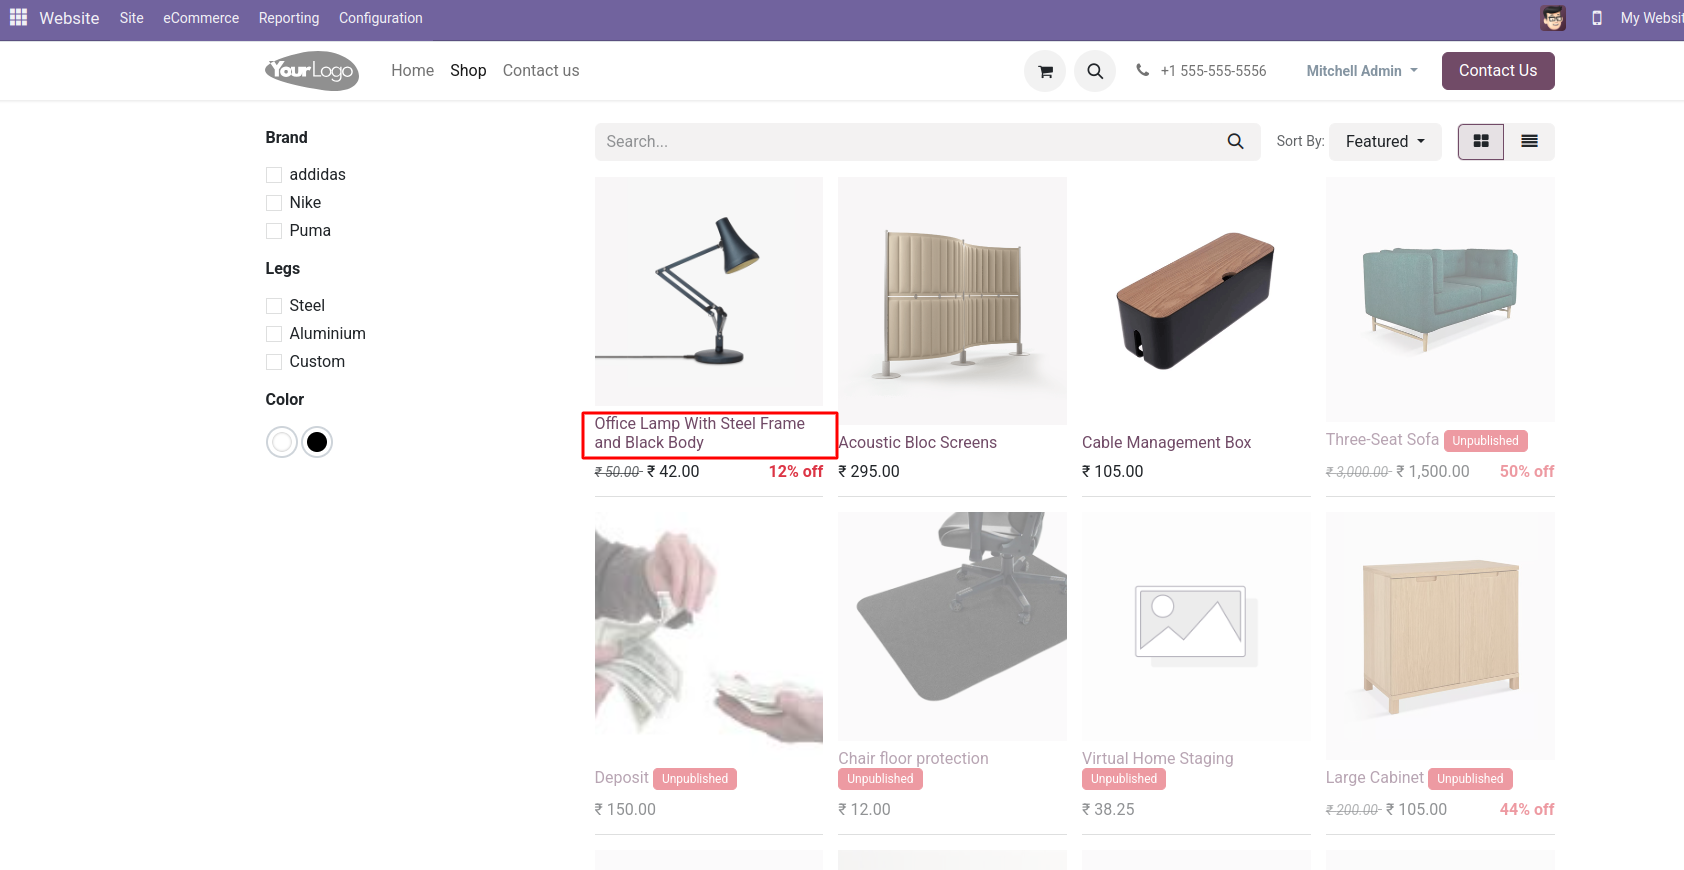 Website Site eCommerce Reporting Configuration My Websit
YourLogo Home Shop Contact us +1 555-555-5556 Mitchell Admin Contact Us
Brand
addidas
Nike
Puma
Legs
Steel
Aluminium
Custom
Color
Search... Sort By: Featured
Office Lamp With Steel Frame
and Black Body
₹ 50.00 ₹ 42.00 12% off
Acoustic Bloc Screens
₹ 295.00
Cable Management Box
₹ 105.00
Three-Seat Sofa Unpublished
₹ 3,000.00 ₹ 1,500.00 50% off
Deposit Unpublished
₹ 150.00
Chair floor protection
Unpublished
₹ 12.00
Virtual Home Staging
Unpublished
₹ 38.25
Large Cabinet Unpublished
₹ 200.00 ₹ 105.00 44% off